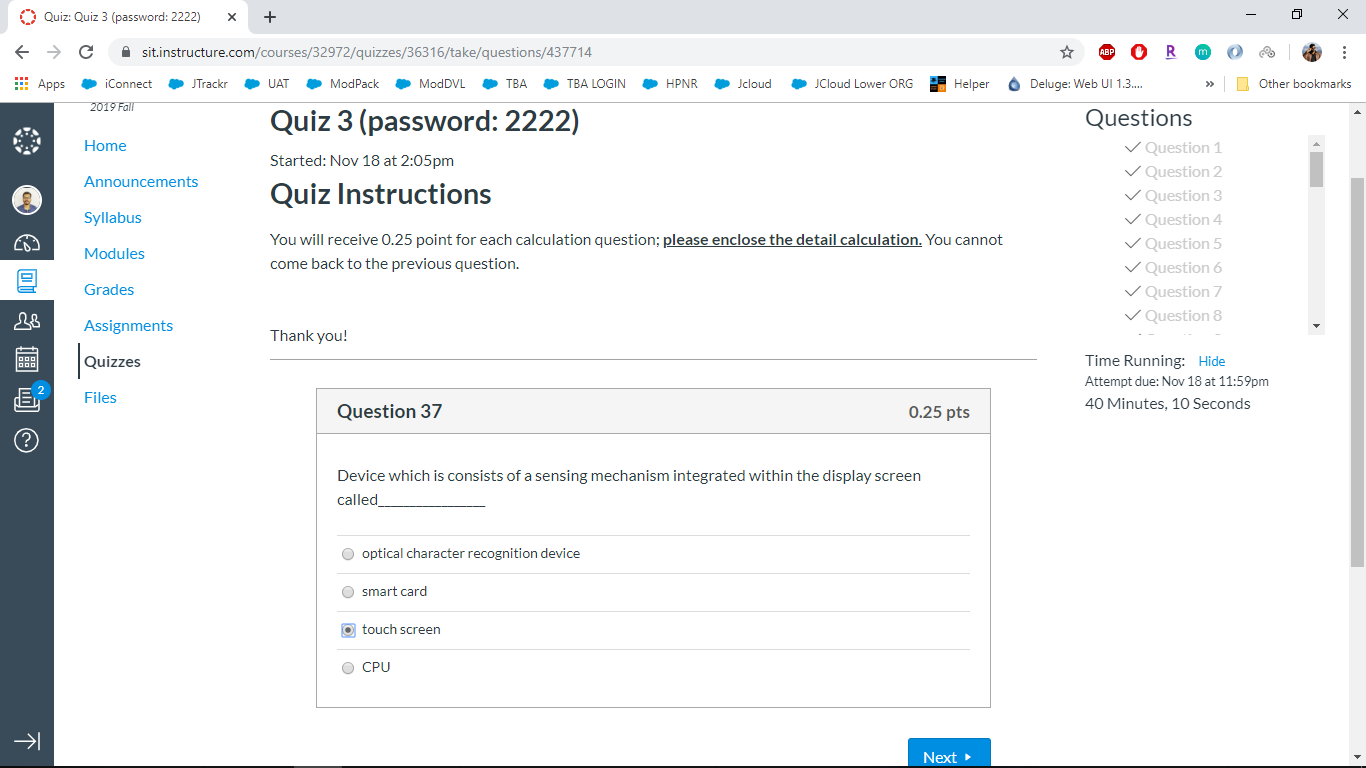 Quiz: Quiz 3 (password: 2222)
sit.instructure.com/courses/32972/quizzes/36316/take/questions/437714
ABP
R
m
Apps
iConnect
JTrackr
UAT
ModPack
ModDVL
TBA
TBA LOGIN
HPNR
Jcloud
JCloud Lower ORG
Helper
Deluge: Web UI 1.3....
»
Other bookmarks
2
2019 Fall
Home
Announcements
Syllabus
Modules
Grades
Assignments
Quizzes
Files
Quiz 3 (password: 2222)
Started: Nov 18 at 2:05pm
Quiz Instructions
You will receive 0.25 point for each calculation question; please enclose the detail calculation. You cannot
come back to the previous question.
Thank you!
Question 37
0.25 pts
Device which is consists of a sensing mechanism integrated within the display screen
called_________________
optical character recognition device
smart card
touch screen
CPU
Next
Questions
Question 1
Question 2
Question 3
Question 4
Question 5
Question 6
Question 7
Question 8
Time Running: Hide
Attempt due: Nov 18 at 11:59pm
40 Minutes, 10 Seconds